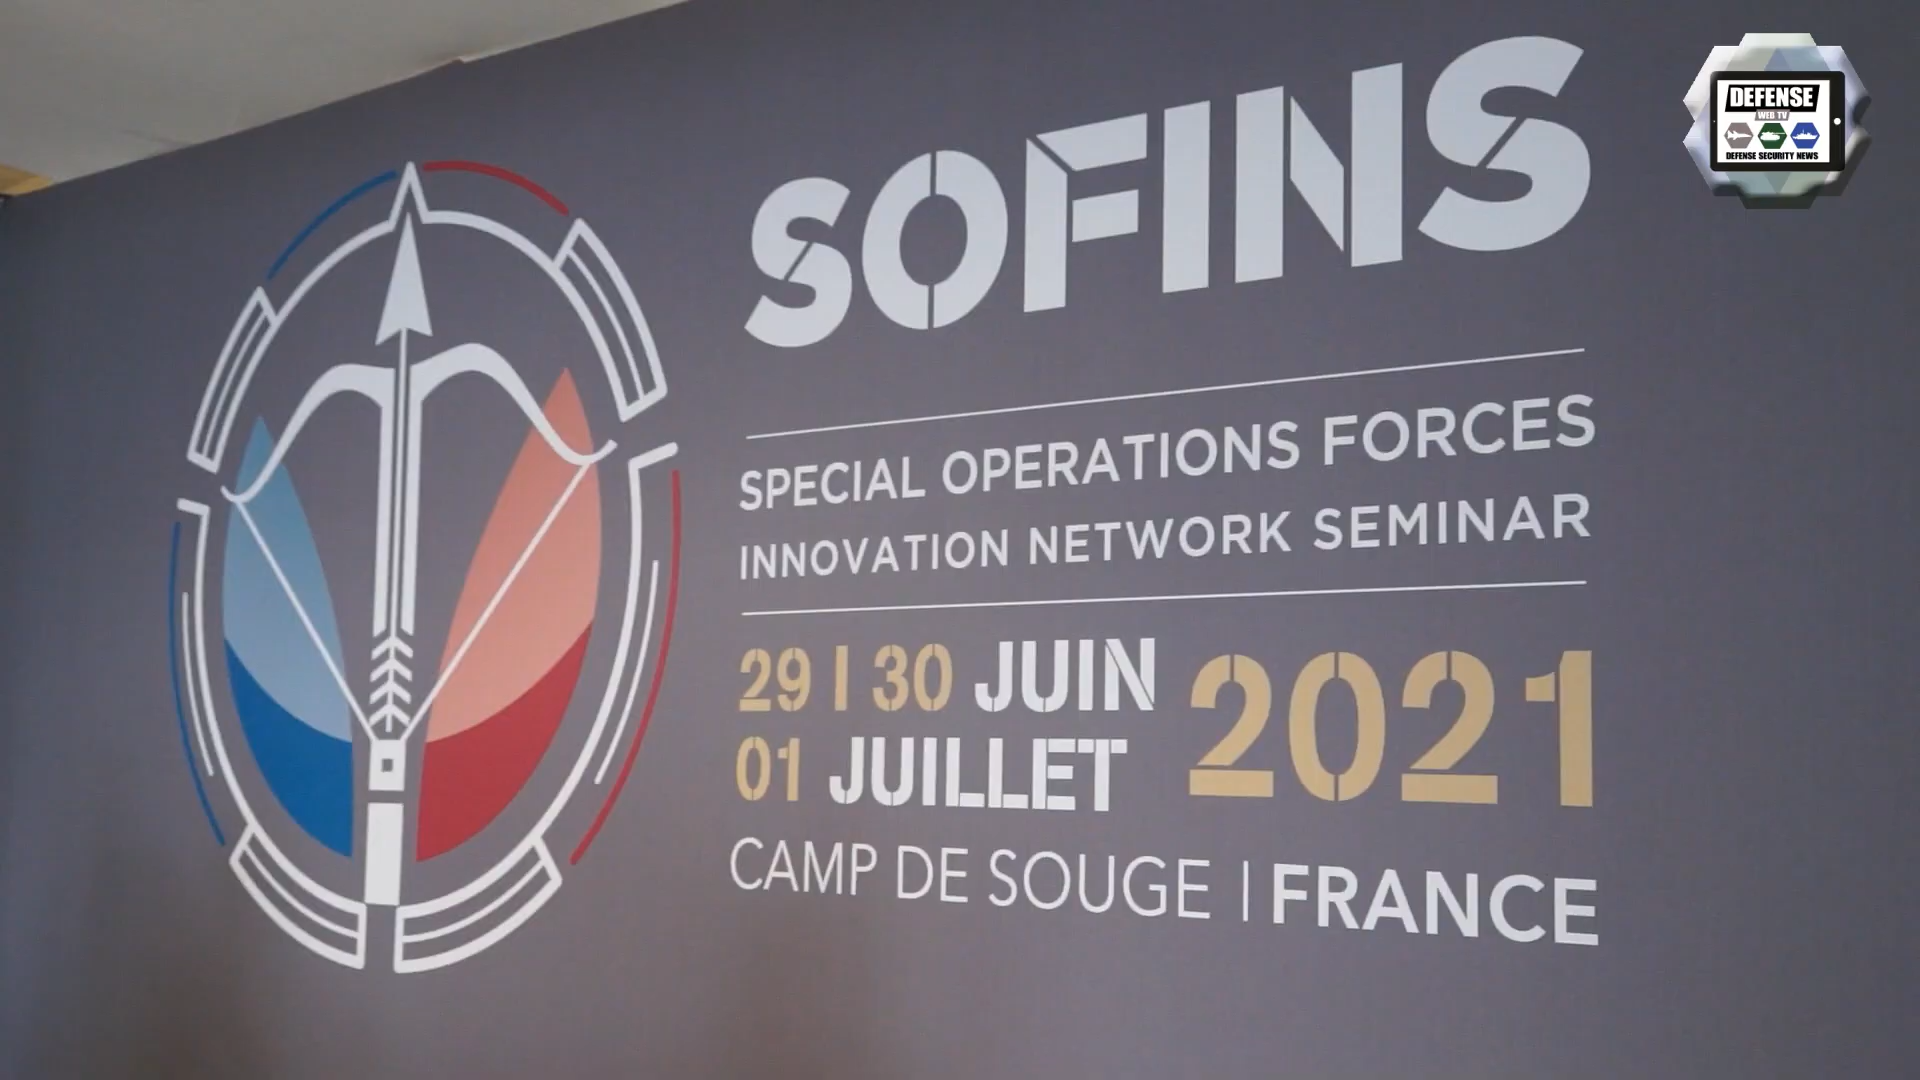 SOFINS
SPECIAL OPERATIONS FORCES
INNOVATION NETWORK SEMINAR
29 | 30 JUIN 2021
01 JUILLET
CAMP DE SOUGE | FRANCE
DEFENSE
WEB TV
DEFENSE SECURITY NEWS